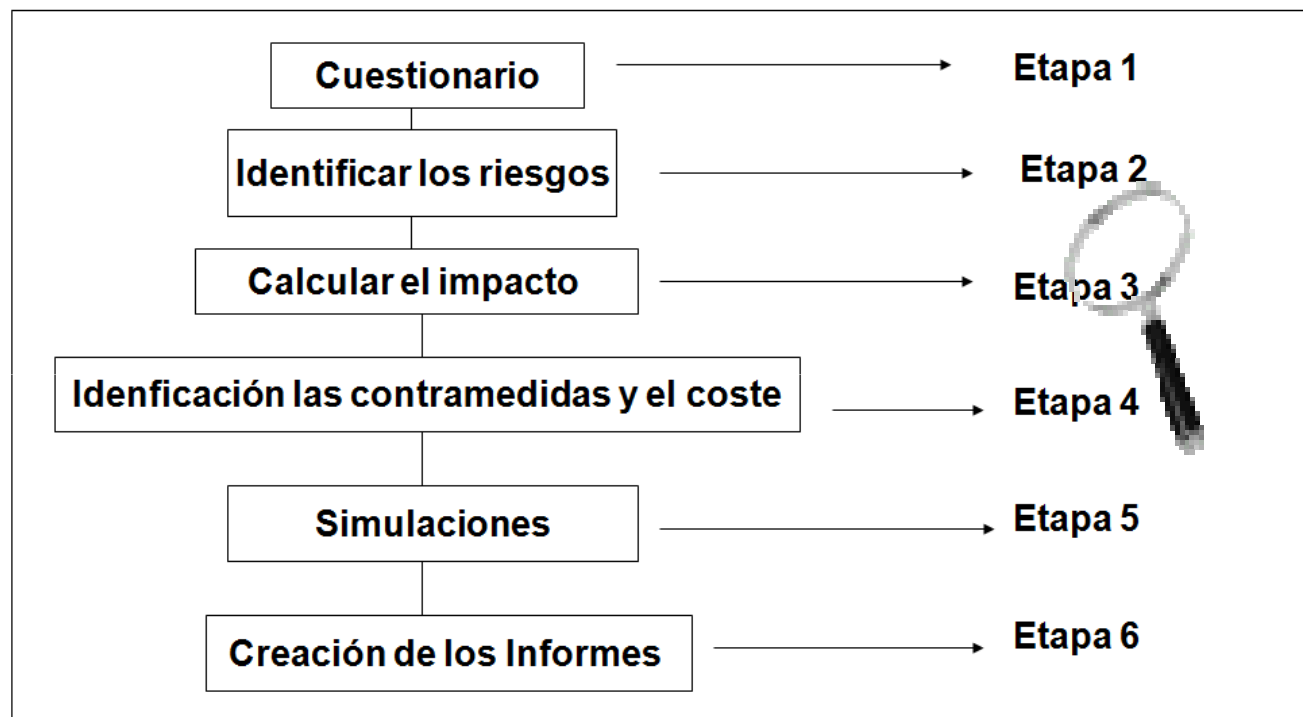 Cuestionario
Etapa 1
Identificar los riesgos
Etapa 2
Calcular el impacto
Etapa 3
Idenficación las contramedidas y el coste
Etapa 4
Simulaciones
Etapa 5
Creación de los Informes
Etapa 6